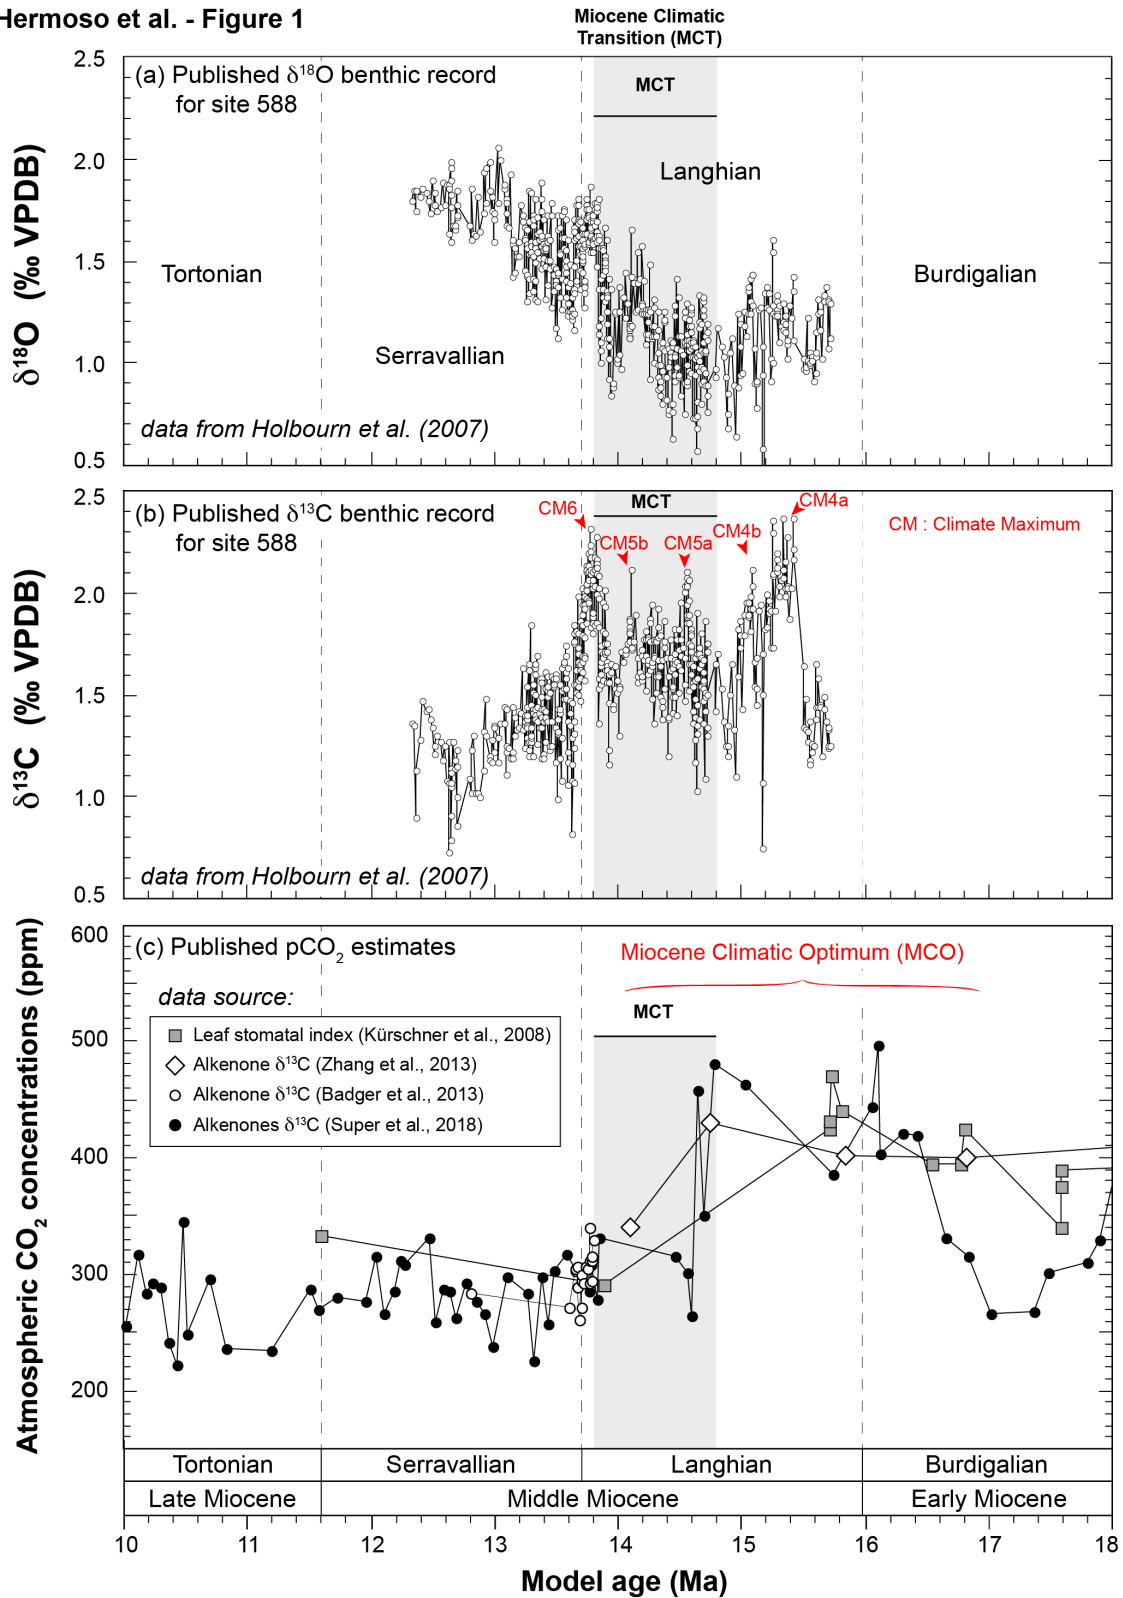 Hermoso et al. - Figure 1
Miocene Climatic
Transition (MCT)
2.5
2.0
1.5
1.0
0.5
δ18O (‰ VPDB)
(a) Published δ18O benthic record
for site 588
MCT
Langhian
Tortonian
Burdigalian
Serravallian
data from Holbourn et al. (2007)
2.5
2.0
1.5
1.0
0.5
δ13C (‰ VPDB)
(b) Published δ13C benthic record
for site 588
MCT
CM6
CM5b
CM5a
CM4b
CM4a
CM : Climate Maximum
data from Holbourn et al. (2007)
600
500
400
300
200
Atmospheric CO2 concentrations (ppm)
(c) Published pCO2 estimates
Miocene Climatic Optimum (MCO)
MCT
data source:
Leaf stomatal index (Kürschner et al., 2008)
Alkenone δ13C (Zhang et al., 2013)
Alkenone δ13C (Badger et al., 2013)
Alkenones δ13C (Super et al., 2018)
Tortonian Serravallian Langhian Burdigalian
Late Miocene Middle Miocene Early Miocene
10 11 12 13 14 15 16 17 18
Model age (Ma)